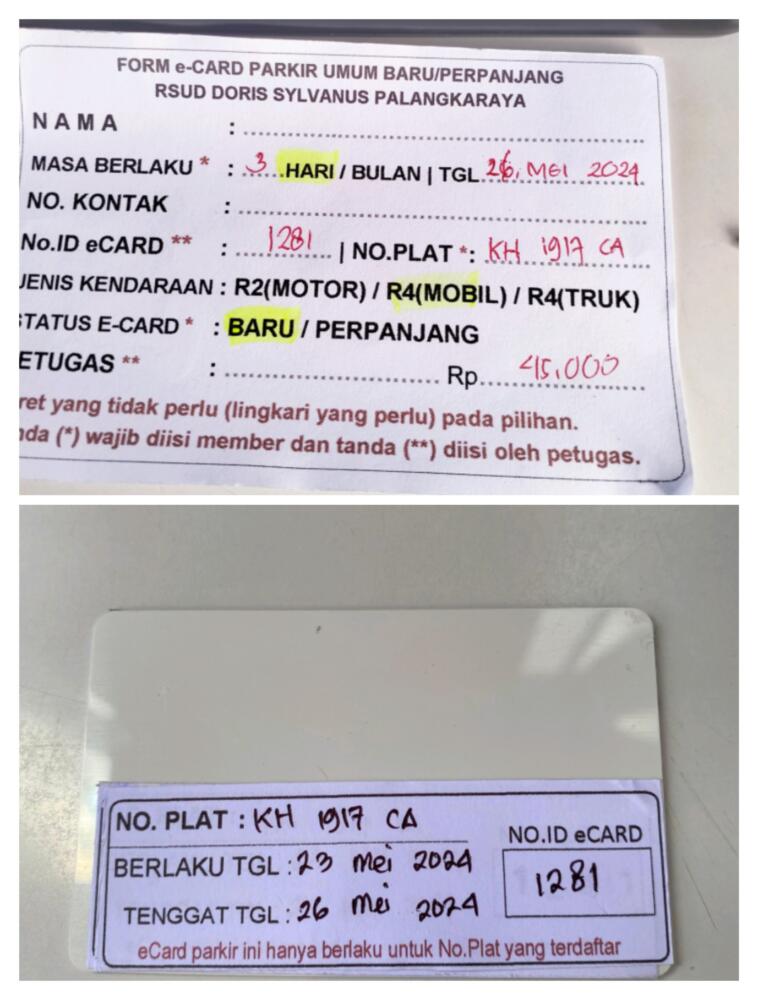 FORM e-CARD PARKIR UMUM BARU/PERPANJANG
RSUD DORIS SYLVANUS PALANGKARAYA
NAMA :
MASA BERLAKU * : 3 HARI / BULAN | TGL 26, MEI 2024
NO. KONTAK :
No.ID eCARD ** : 1281 | NO.PLAT *: KH 1917 CA
JENIS KENDARAAN : R2(MOTOR) / R4(MOBIL) / R4(TRUK)
STATUS E-CARD * : BARU / PERPANJANG
ETUGAS ** : Rp. 45.000
ret yang tidak perlu (lingkari yang perlu) pada pilihan.
nda (*) wajib diisi member dan tanda (**) diisi oleh petugas.
NO. PLAT : KH 1917 CA
BERLAKU TGL : 23 Mei 2024
TENGGAT TGL : 26 Mei 2024
NO.ID eCARD
1281
eCard parkir ini hanya berlaku untuk No.Plat yang terdaftar